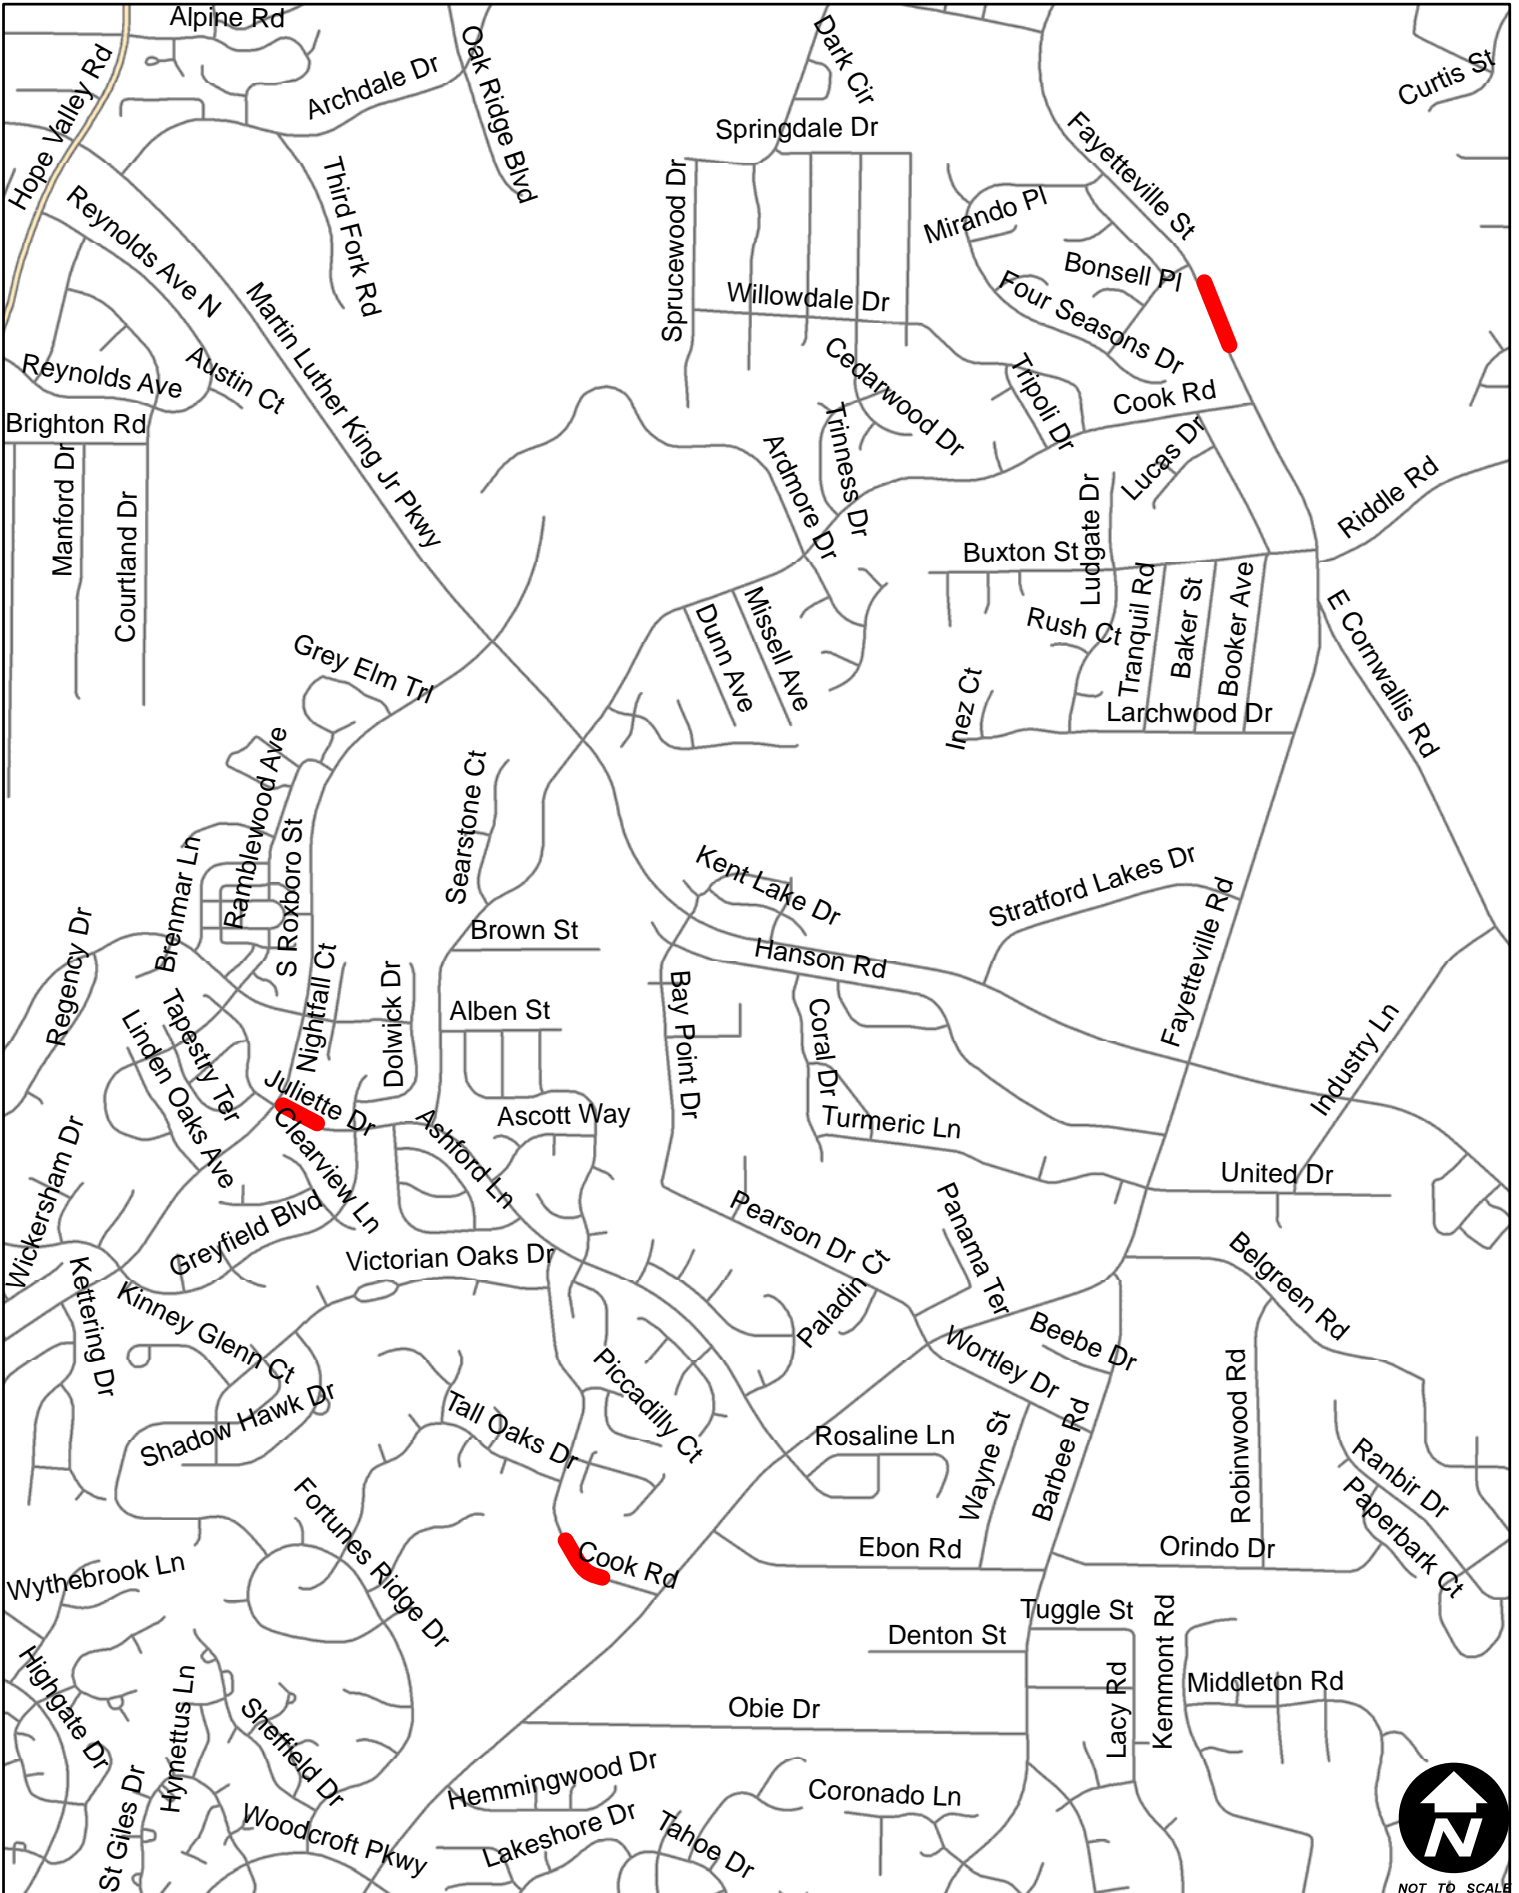 Alpine Rd
Hope Valley Rd
Archdale Dr
Oak Ridge Blvd
Dark Cir
Curtis St
Springdale Dr
Fayetteville St
Third Fork Rd
Sprucewood Dr
Mirando Pl
Reynolds Ave N
Bonsell Pl
Willowdale Dr
Four Seasons Dr
Martin Luther King Jr Pkwy
Reynolds Ave
Austin Ct
Cedarwood Dr
Tripoli Dr
Cook Rd
Brighton Rd
Trinness Dr
Ardmore Dr
Lucas Dr
Riddle Rd
Manford Dr
Courtland Dr
Ludgate Dr
Buxton St
Tranquil Rd
Baker St
Booker Ave
E Cornwallis Rd
Dunn Ave
Missell Ave
Rush Ct
Grey Elm Trl
Inez Ct
Larchwood Dr
Ramblewood Ave
Searstone Ct
Brenmar Ln
S Roxboro St
Kent Lake Dr
Stratford Lakes Dr
Fayetteville Rd
Regency Dr
Brown St
Hanson Rd
Nightfall Ct
Dolwick Dr
Alben St
Bay Point Dr
Coral Dr
Tapestry Ter
Linden Oaks Ave
Industry Ln
Juliette Dr
Clearview Ln
Ashford Ln
Ascott Way
Turmeric Ln
United Dr
Wickersham Dr
Greyfield Blvd
Victorian Oaks Dr
Pearson Dr
Paladin Ct
Panama Ter
Belgreen Rd
Kettering Dr
Kinney Glenn Ct
Beebe Dr
Wortley Dr
Piccadilly Ct
Robinwood Rd
Shadow Hawk Dr
Tall Oaks Dr
Rosaline Ln
Wayne St
Barbee Rd
Ranbir Dr
Paperbark Ct
Fortunes Ridge Dr
Cook Rd
Ebon Rd
Orindo Dr
Wythebrook Ln
Tuggle St
Denton St
Kemmont Rd
Lacy Rd
Middleton Rd
Highgate Dr
Hymettus Ln
Sheffield Dr
Obie Dr
St Giles Dr
Hemmingwood Dr
Coronado Ln
Woodcroft Pkwy
Lakeshore Dr
Tahoe Dr
N
NOT TO SCALE